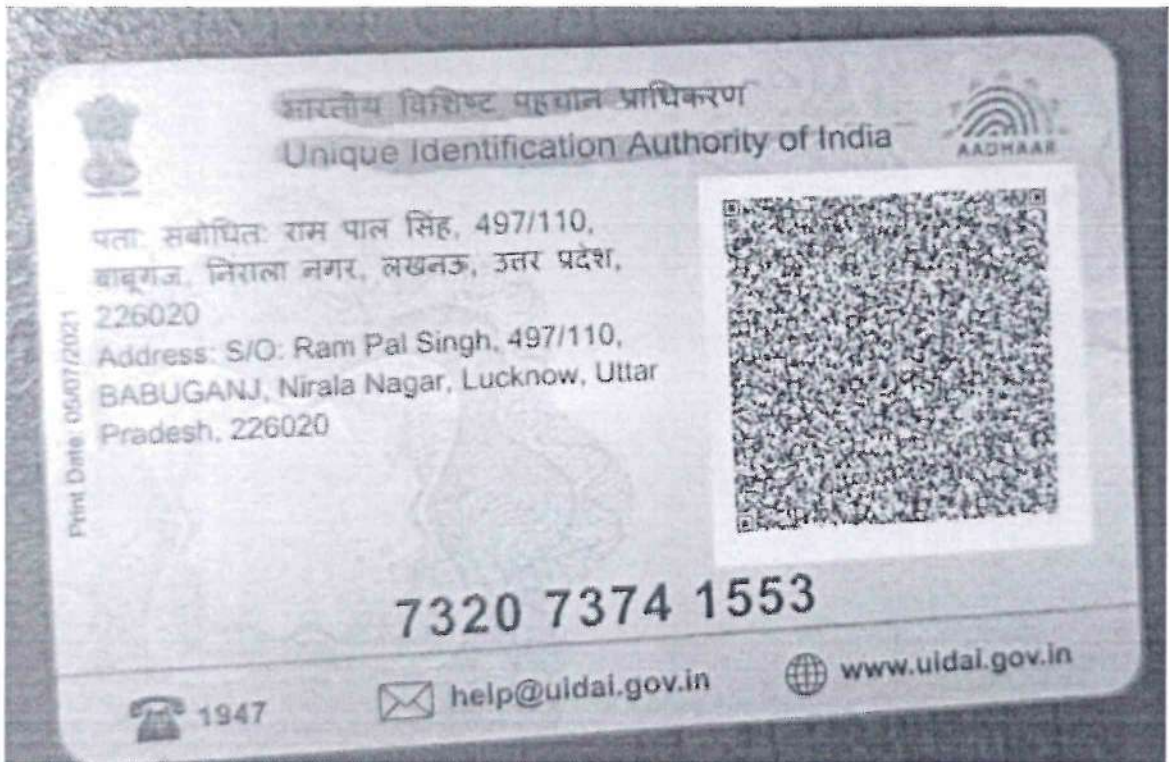 भारतीय विशिष्ट पहचान प्राधिकरण
Unique Identification Authority of India
AADHAAR
पता: संबोधित: राम पाल सिंह, 497/110,
बाबूगंज, निराला नगर, लखनऊ, उत्तर प्रदेश,
226020
Address: S/O: Ram Pal Singh, 497/110,
BABUGANJ, Nirala Nagar, Lucknow, Uttar
Pradesh, 226020
Print Date: 05/07/2021
7320 7374 1553
1947
help@uidai.gov.in
www.uidai.gov.in